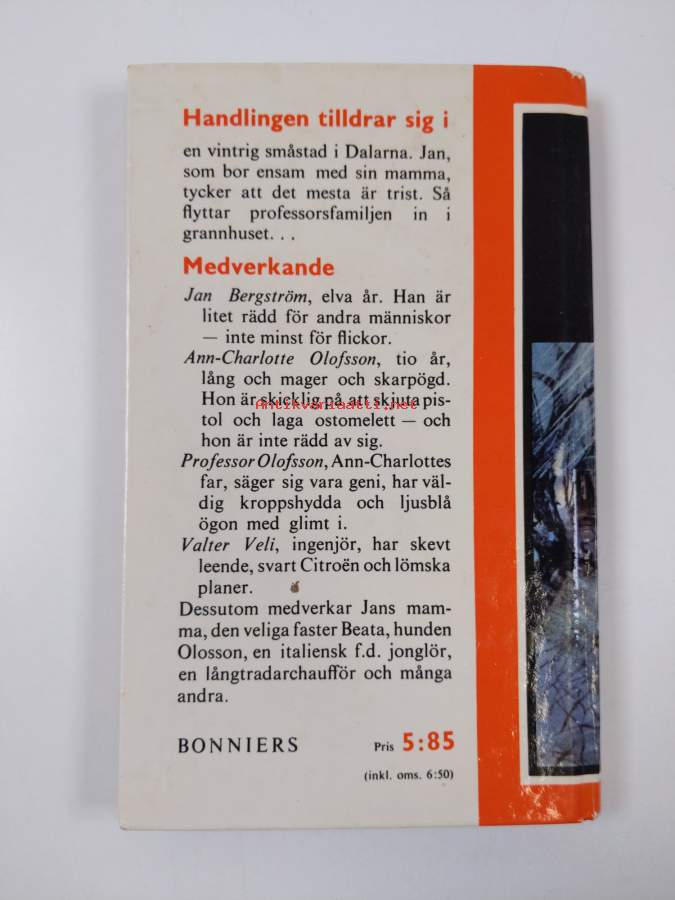 Handlingen tilldrar sig i
en vintrig småstad i Dalarna. Jan,
som bor ensam med sin mamma,
tycker att det mesta är trist. Så
flyttar professorsfamiljen in i
grannhuset. . .
Medverkande
Jan Bergström, elva år. Han är
litet rädd för andra människor
— inte minst för flickor.
Ann-Charlotte Olofsson, tio år,
lång och mager och skarpögd.
Hon är skicklig på att skjuta pis-
antikvariaatti.net
tol och laga ostomelett — och
hon är inte rädd av sig.
Professor Olofsson, Ann-Charlottes
far, säger sig vara geni, har väl-
dig kroppshydda och ljusblå
ögon med glimt i.
Valter Veli, ingenjör, har skevt
leende, svart Citroën och lömska
planer.
Dessutom medverkar Jans mam-
ma, den veliga faster Beata, hunden
Olosson, en italiensk f.d. jonglör,
en långtradarchaufför och många
andra.
BONNIERS Pris 5:85
(inkl. oms. 6:50)